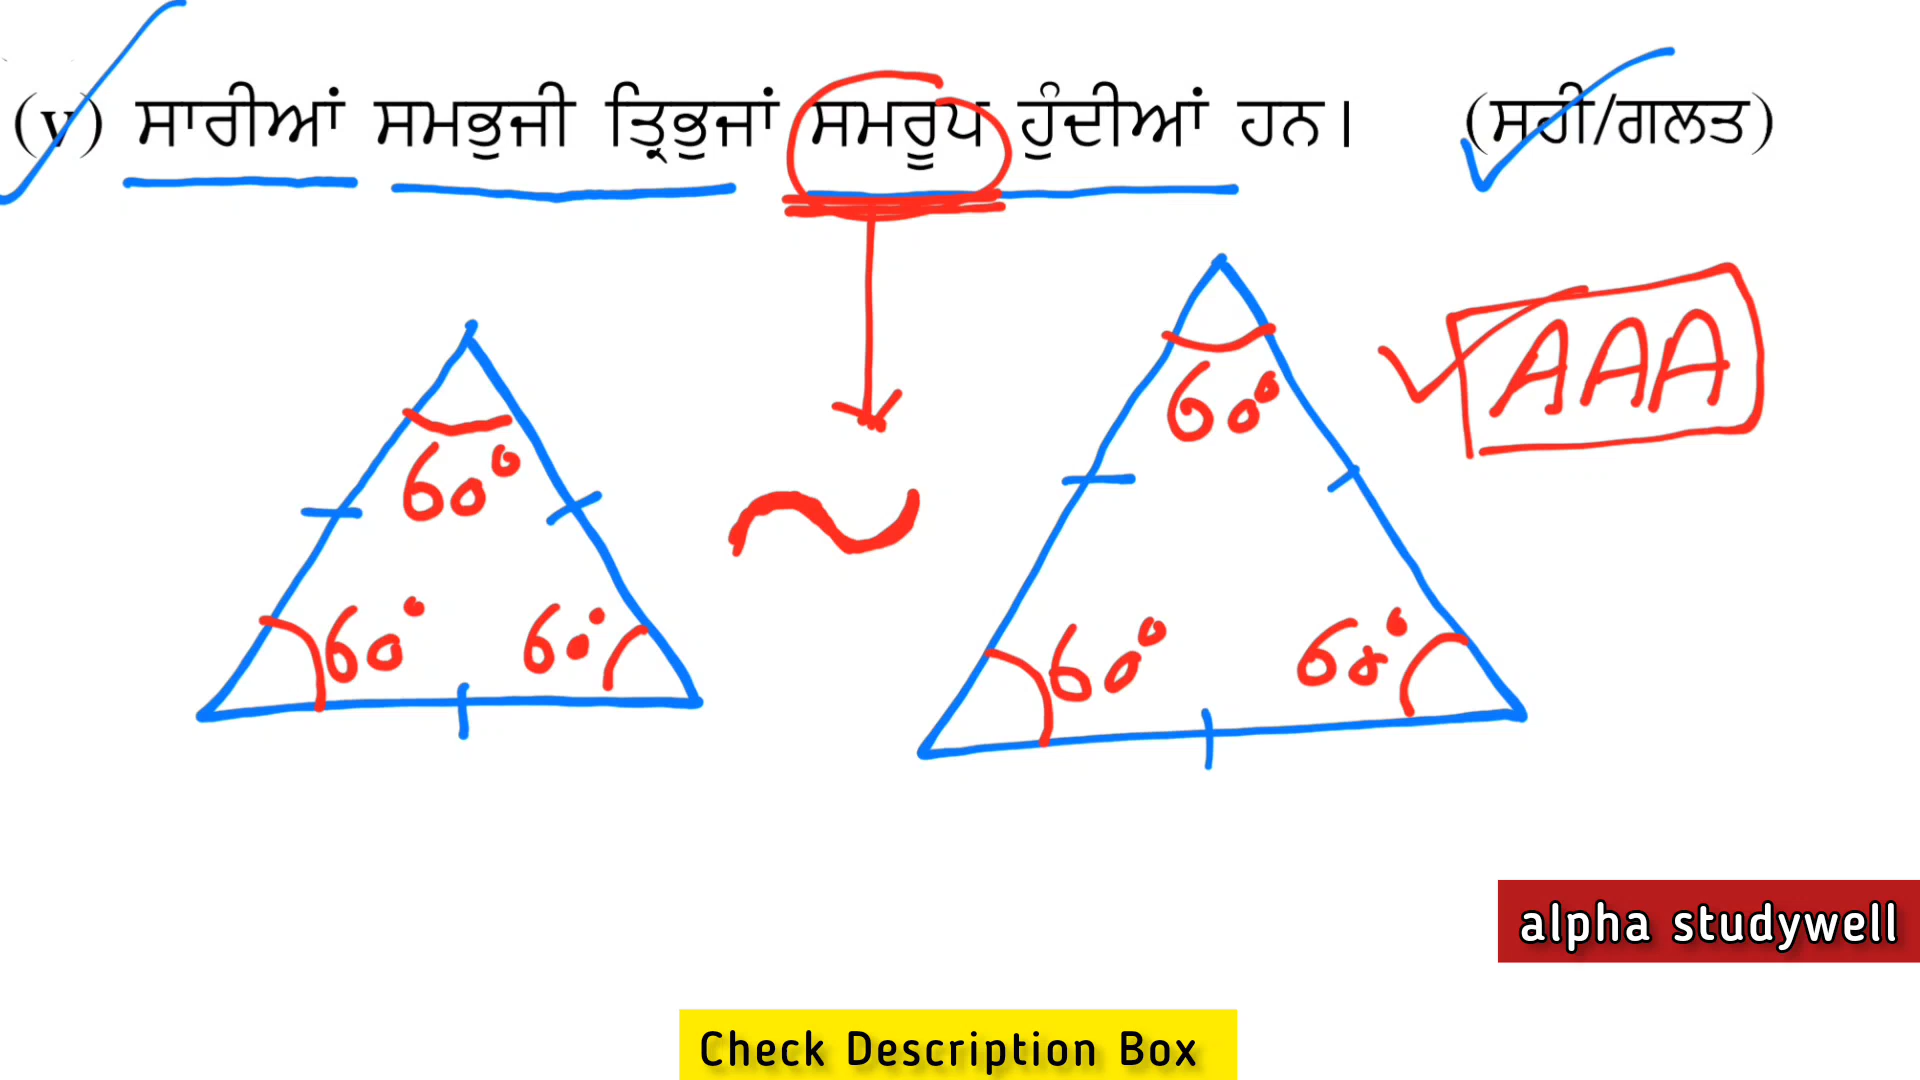 (v) ਸਾਰੀਆਂ ਸਮਭੁਜੀ ਤ੍ਰਿਭੁਜਾਂ ਸਮਰੂਪ ਹੁੰਦੀਆਂ ਹਨ। (ਸਹੀ/ਗਲਤ)
AAA
60° 60°
~
60° 60° 60° 60°
alpha studywell
Check Description Box